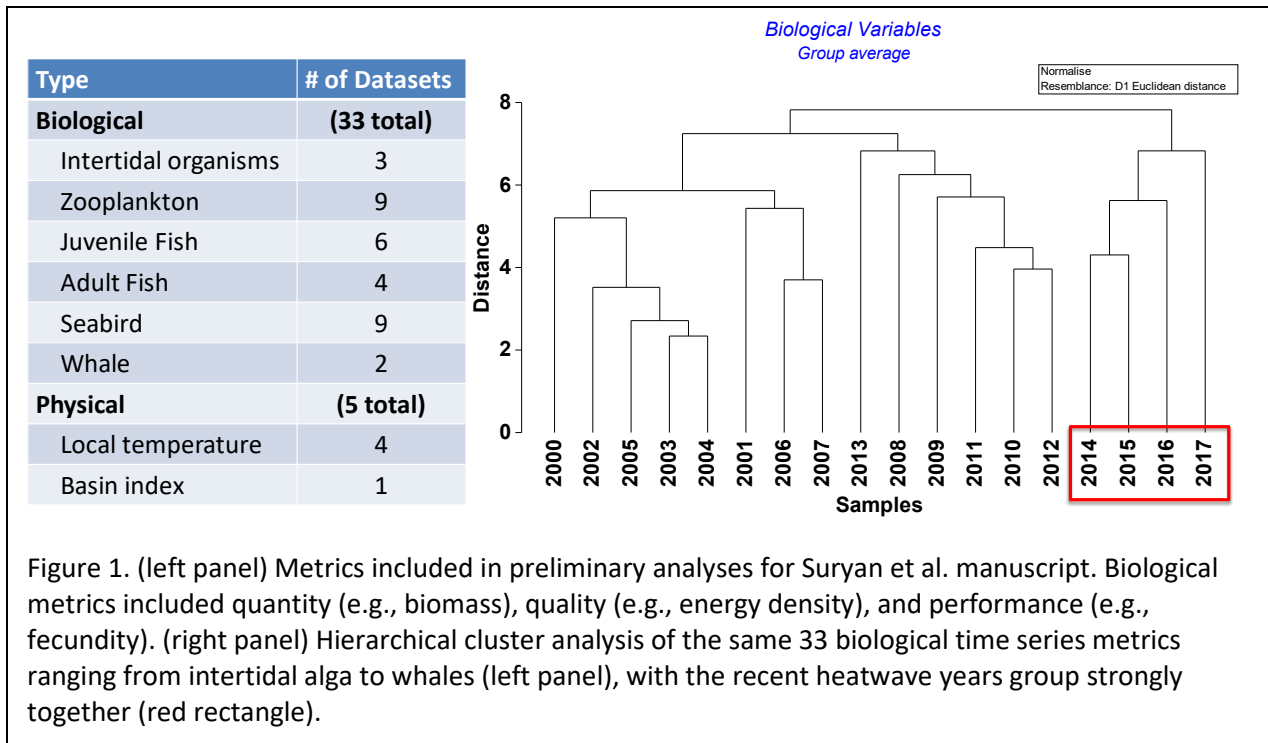 Type # of Datasets
Biological (33 total)
Intertidal organisms 3
Zooplankton 9
Juvenile Fish 6
Adult Fish 4
Seabird 9
Whale 2
Physical (5 total)
Local temperature 4
Basin index 1
Biological Variables
Group average
Normalise
Resemblance: D1 Euclidean distance
8
6
4
2
0
Distance
2000 2002 2005 2003 2004 2001 2006 2007 2013 2008 2009 2011 2010 2012 2014 2015 2016 2017
Samples
Figure 1. (left panel) Metrics included in preliminary analyses for Suryan et al. manuscript. Biological
metrics included quantity (e.g., biomass), quality (e.g., energy density), and performance (e.g.,
fecundity). (right panel) Hierarchical cluster analysis of the same 33 biological time series metrics
ranging from intertidal alga to whales (left panel), with the recent heatwave years group strongly
together (red rectangle).